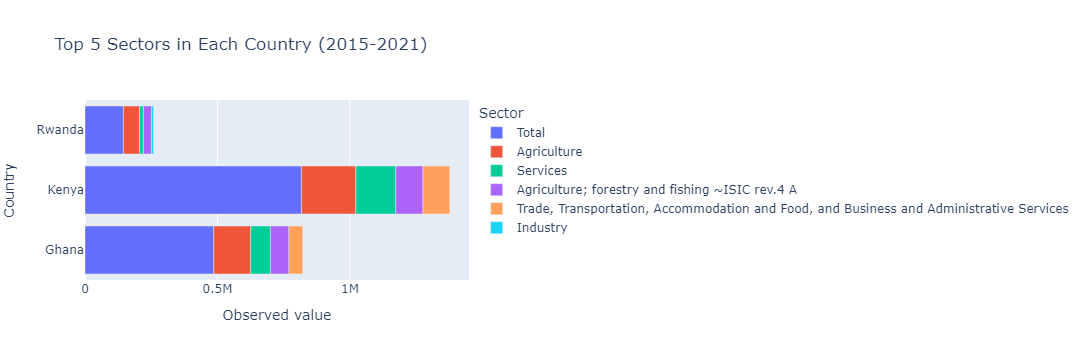 Top 5 Sectors in Each Country (2015-2021)
Sector
Total
Agriculture
Services
Agriculture; forestry and fishing ~ISIC rev.4 A
Trade, Transportation, Accommodation and Food, and Business and Administrative Services
Industry
Country
Rwanda
Kenya
Ghana
0
0.5M
1M
Observed value